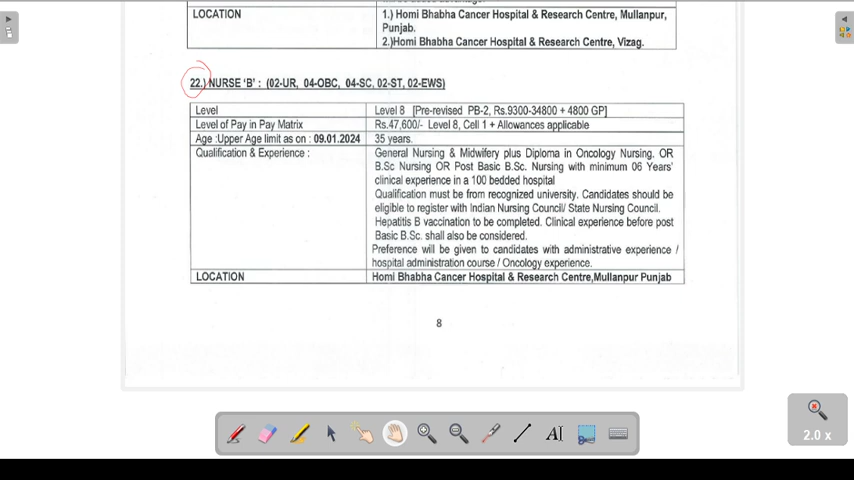 LOCATION
1.) Homi Bhabha Cancer Hospital & Research Centre, Mullanpur,
Punjab.
2.)Homi Bhabha Cancer Hospital & Research Centre, Vizag.
22.) NURSE ‘B’ : (02-UR, 04-OBC, 04-SC, 02-ST, 02-EWS)
Level
Level 8 [Pre-revised PB-2, Rs.9300-34800 + 4800 GP]
Level of Pay in Pay Matrix
Rs.47,600/- Level 8, Cell 1 + Allowances applicable
Age :Upper Age limit as on : 09.01.2024
35 years.
Qualification & Experience :
General Nursing & Midwifery plus Diploma in Oncology Nursing. OR
B.Sc Nursing OR Post Basic B.Sc. Nursing with minimum 06 Years'
clinical experience in a 100 bedded hospital
Qualification must be from recognized university. Candidates should be
eligible to register with Indian Nursing Council/ State Nursing Council.
Hepatitis B vaccination to be completed. Clinical experience before post
Basic B.Sc. shall also be considered.
Preference will be given to candidates with administrative experience /
hospital administration course / Oncology experience.
LOCATION
Homi Bhabha Cancer Hospital & Research Centre,Mullanpur Punjab
8
AI
2.0 x